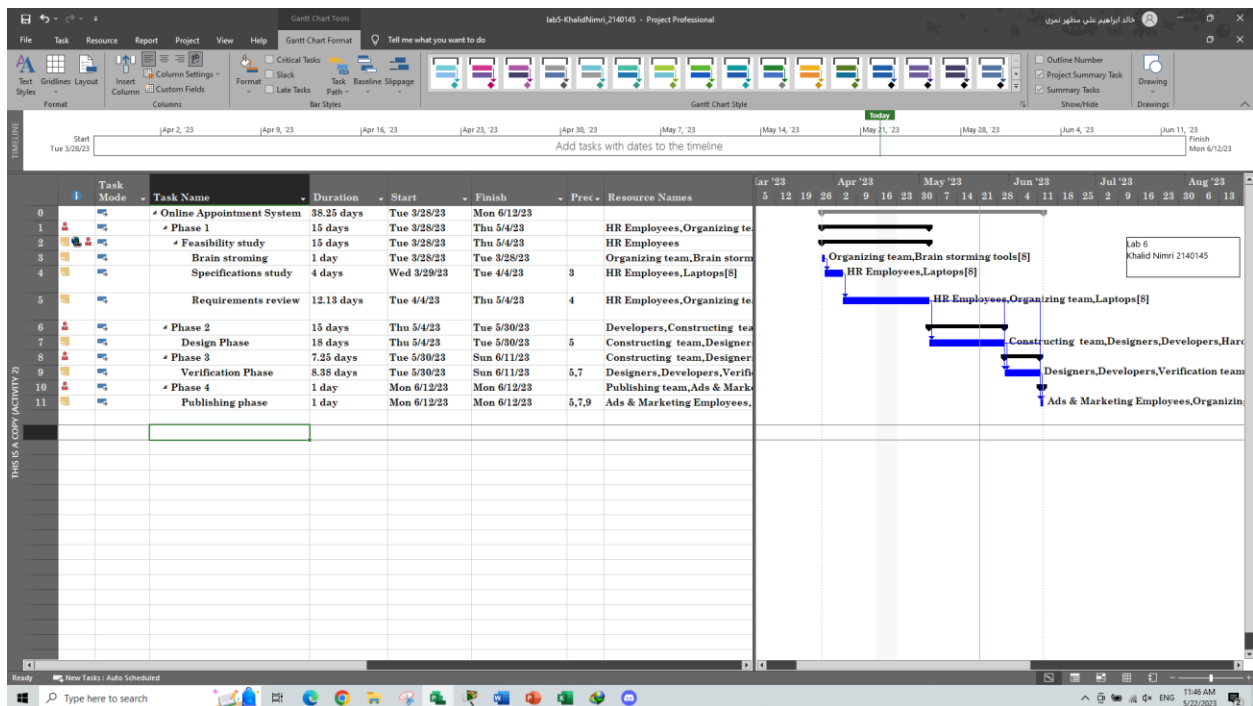 Gantt Chart Tools
lab5-KhalidNimri_2140145 - Project Professional
خالد ابراهيم علي مطهر نمري
File Task Resource Report Project View Help Gantt Chart Format Tell me what you want to do
Text Styles
Gridlines
Layout
Format
Insert Column
Column Settings
Custom Fields
Columns
Format
Critical Tasks
Slack
Late Tasks
Task Path
Baseline
Slippage
Bar Styles
Gantt Chart Style
Outline Number
Project Summary Task
Summary Tasks
Show/Hide
Drawing
Drawings
TIMELINE
Today
Apr 2, '23 Apr 9, '23 Apr 16, '23 Apr 23, '23 Apr 30, '23 May 7, '23 May 14, '23 May 21, '23 May 28, '23 Jun 4, '23 Jun 11, '23
Start
Tue 3/28/23
Add tasks with dates to the timeline
Finish
Mon 6/12/23
Task Mode Task Name Duration Start Finish Prec Resource Names
ar '23 Apr '23 May '23 Jun '23 Jul '23 Aug '23
5 12 19 26 2 9 16 23 30 7 14 21 28 4 11 18 25 2 9 16 23 30 6 13
0 Online Appointment System 38.25 days Tue 3/28/23 Mon 6/12/23
1 Phase 1 15 days Tue 3/28/23 Thu 5/4/23 HR Employees,Organizing te
2 Feasibility study 15 days Tue 3/28/23 Thu 5/4/23 HR Employees
3 Brain stroming 1 day Tue 3/28/23 Tue 3/28/23 Organizing team,Brain storm
4 Specifications study 4 days Wed 3/29/23 Tue 4/4/23 3 HR Employees,Laptops[8]
5 Requirements review 12.13 days Tue 4/4/23 Thu 5/4/23 4 HR Employees,Organizing te
6 Phase 2 15 days Thu 5/4/23 Tue 5/30/23 Developers,Constructing tea
7 Design Phase 18 days Thu 5/4/23 Tue 5/30/23 5 Constructing team,Designer
8 Phase 3 7.25 days Tue 5/30/23 Sun 6/11/23 Constructing team,Designer
9 Verification Phase 8.38 days Tue 5/30/23 Sun 6/11/23 5,7 Designers,Developers,Verifi
10 Phase 4 1 day Mon 6/12/23 Mon 6/12/23 Publishing team,Ads & Mark
11 Publishing phase 1 day Mon 6/12/23 Mon 6/12/23 5,7,9 Ads & Marketing Employees,
Lab 6
Khalid Nimri 2140145
Organizing team,Brain storming tools[8]
HR Employees,Laptops[8]
HR Employees,Organizing team,Laptops[8]
Constructing team,Designers,Developers,Hard
Designers,Developers,Verification team
Ads & Marketing Employees,Organizin
THIS IS A COPY (ACTIVITY 2)
Ready New Tasks : Auto Scheduled
Type here to search
ENG
11:46 AM
5/22/2023